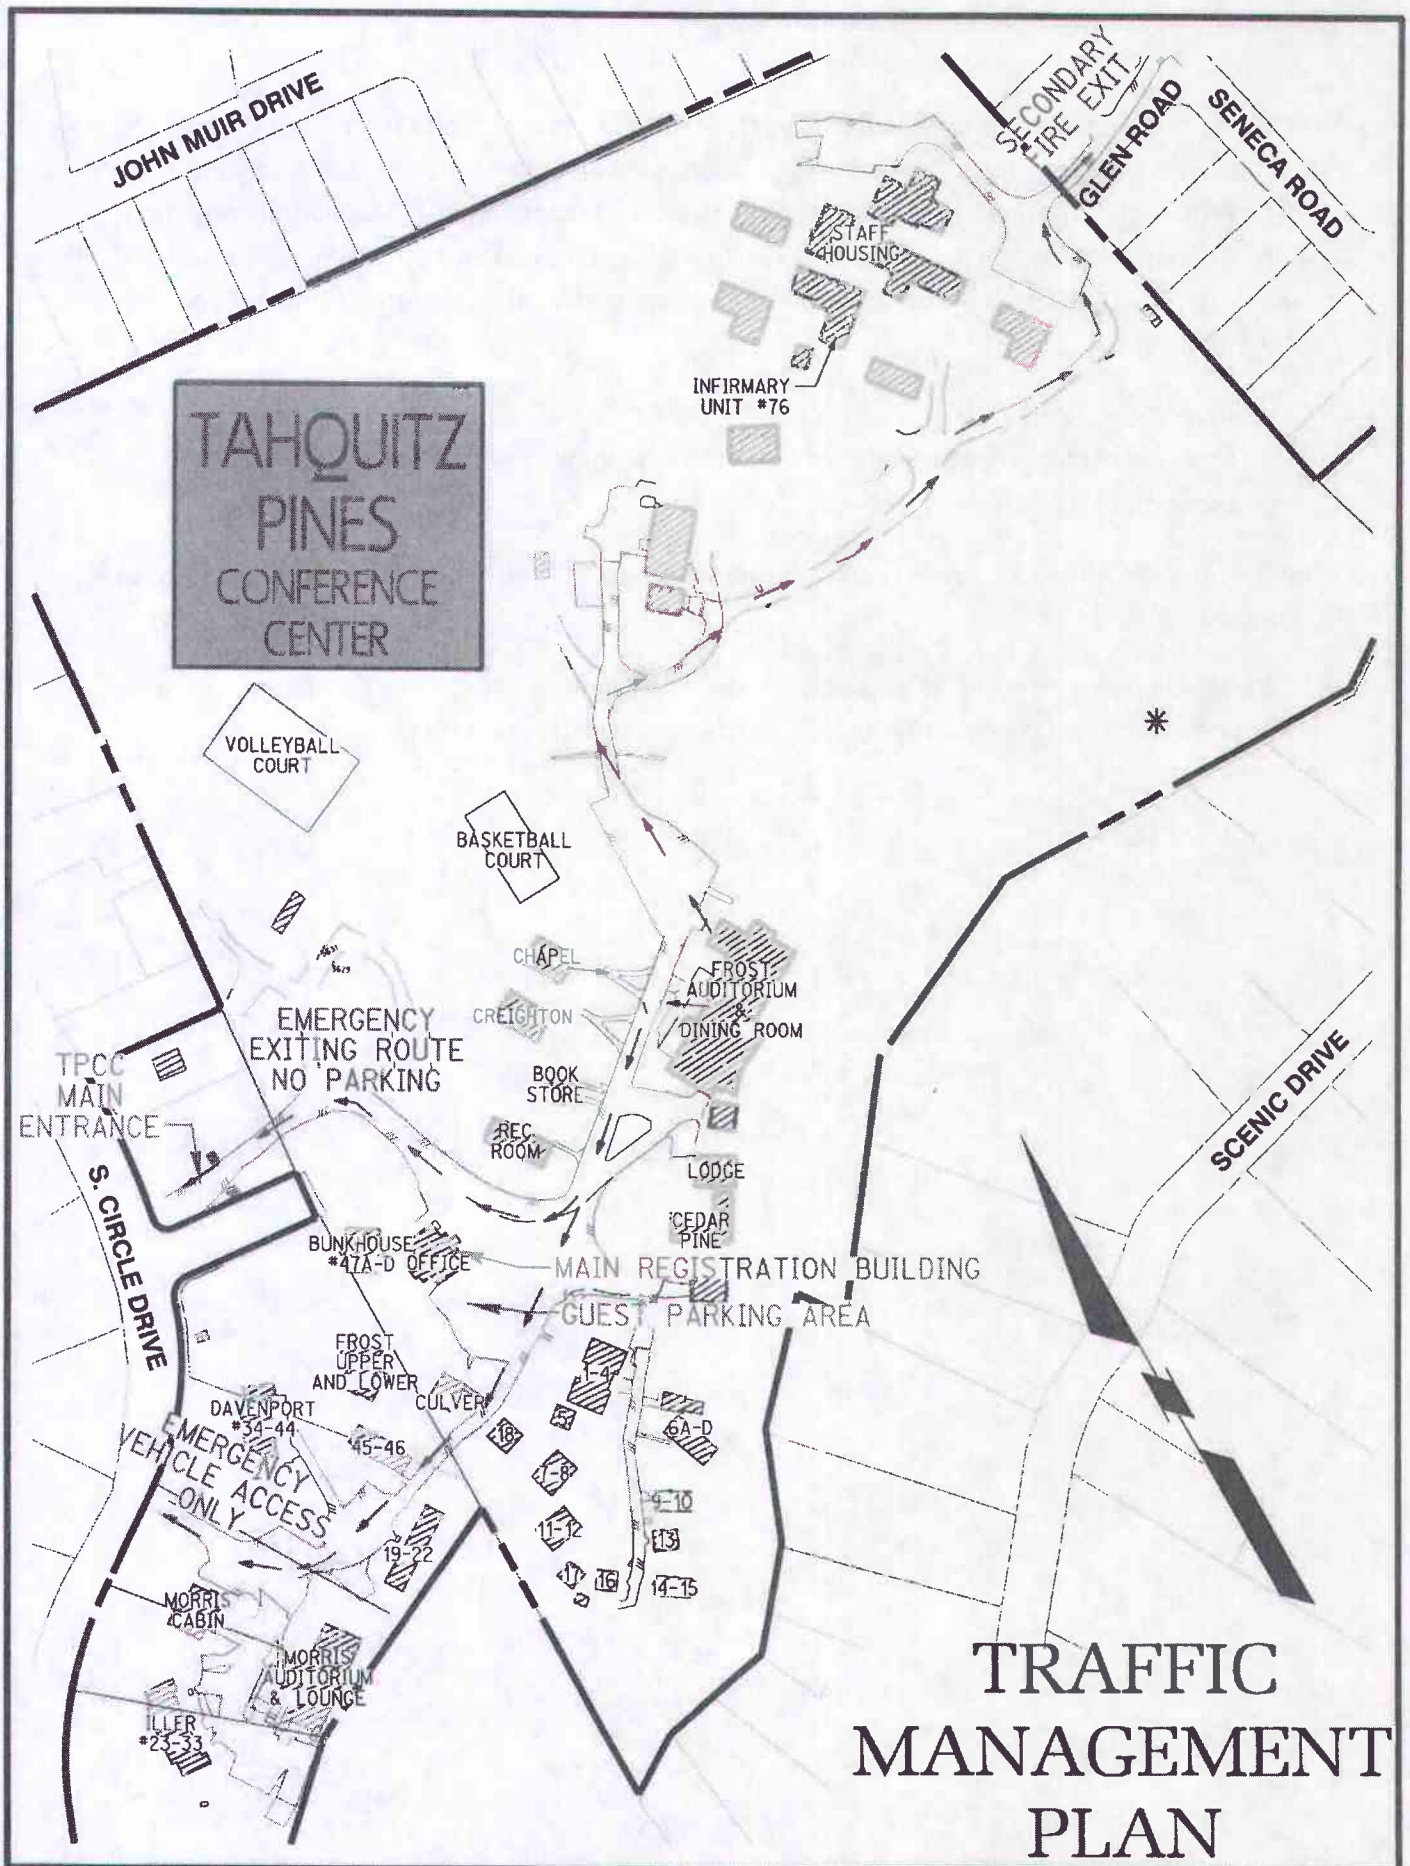 JOHN MUIR DRIVE
SECONDARY
FIRE EXIT
GLEN ROAD
SENECA ROAD
STAFF
HOUSING
INFIRMARY
UNIT #76
TAHQUITZ
PINES
CONFERENCE
CENTER
VOLLEYBALL
COURT
BASKETBALL
COURT
CHAPEL
FROST
AUDITORIUM
&
DINING ROOM
CREIGHTON
EMERGENCY
EXITING ROUTE
NO PARKING
TPCC
MAIN
ENTRANCE
BOOK
STORE
REC.
ROOM
LODGE
SCENIC DRIVE
S. CIRCLE DRIVE
CEDAR
PINE
BUNKHOUSE
#47A-D
OFFICE
MAIN REGISTRATION BUILDING
GUEST PARKING AREA
FROST
UPPER
AND LOWER
CULVER
1-4
5
6A-D
DAVENPORT
#34-44
45-46
18
EMERGENCY
VEHICLE ACCESS
ONLY
9-10
11-12
13
19-22
17
16
14-15
MORRIS
CABIN
MORRIS
AUDITORIUM
& LOUNGE
#23-33
TRAFFIC
MANAGEMENT
PLAN